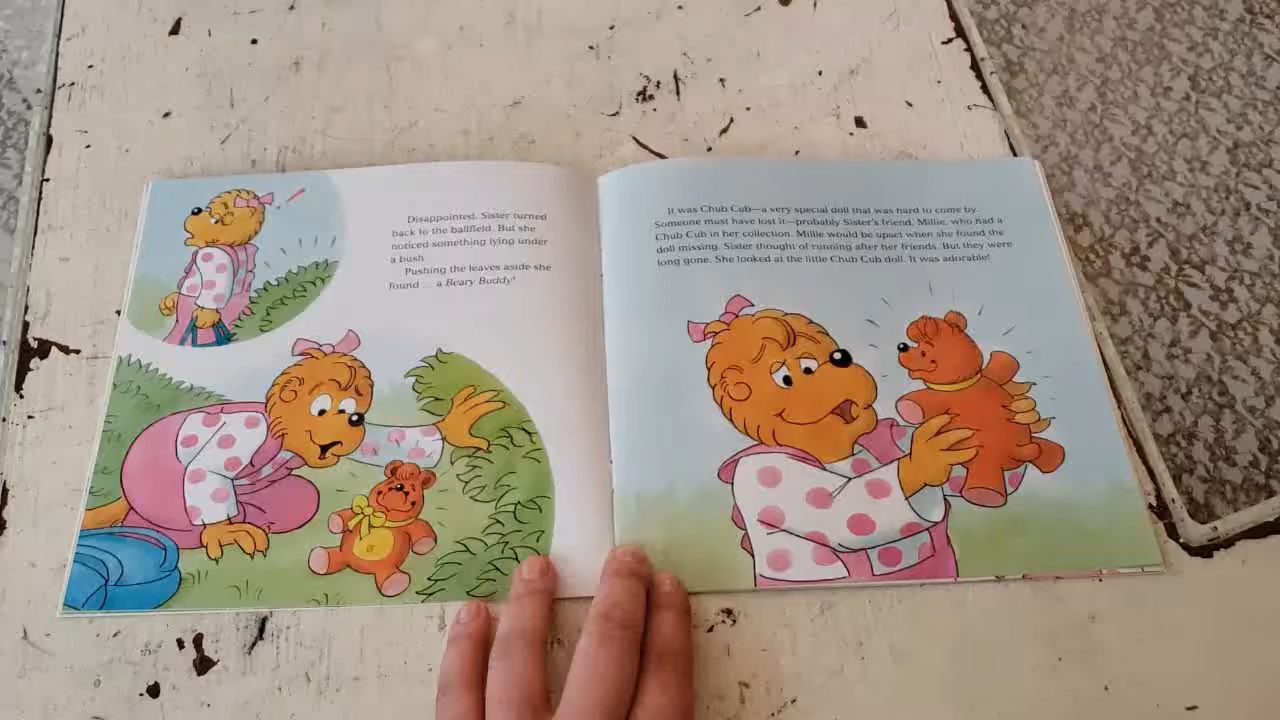 Disappointed, Sister turned
back to the ballfield. But she
noticed something lying under
a bush
Pushing the leaves aside she
found ... a Beary Buddy!
It was Chub Cub—a very special doll that was hard to come by.
Someone must have lost it—probably Sister's friend, Millie, who had a
Chub Cub in her collection. Millie would be upset when she found the
doll missing. Sister thought of running after her friends. But they were
long gone. She looked at the little Chub Cub doll. It was adorable!